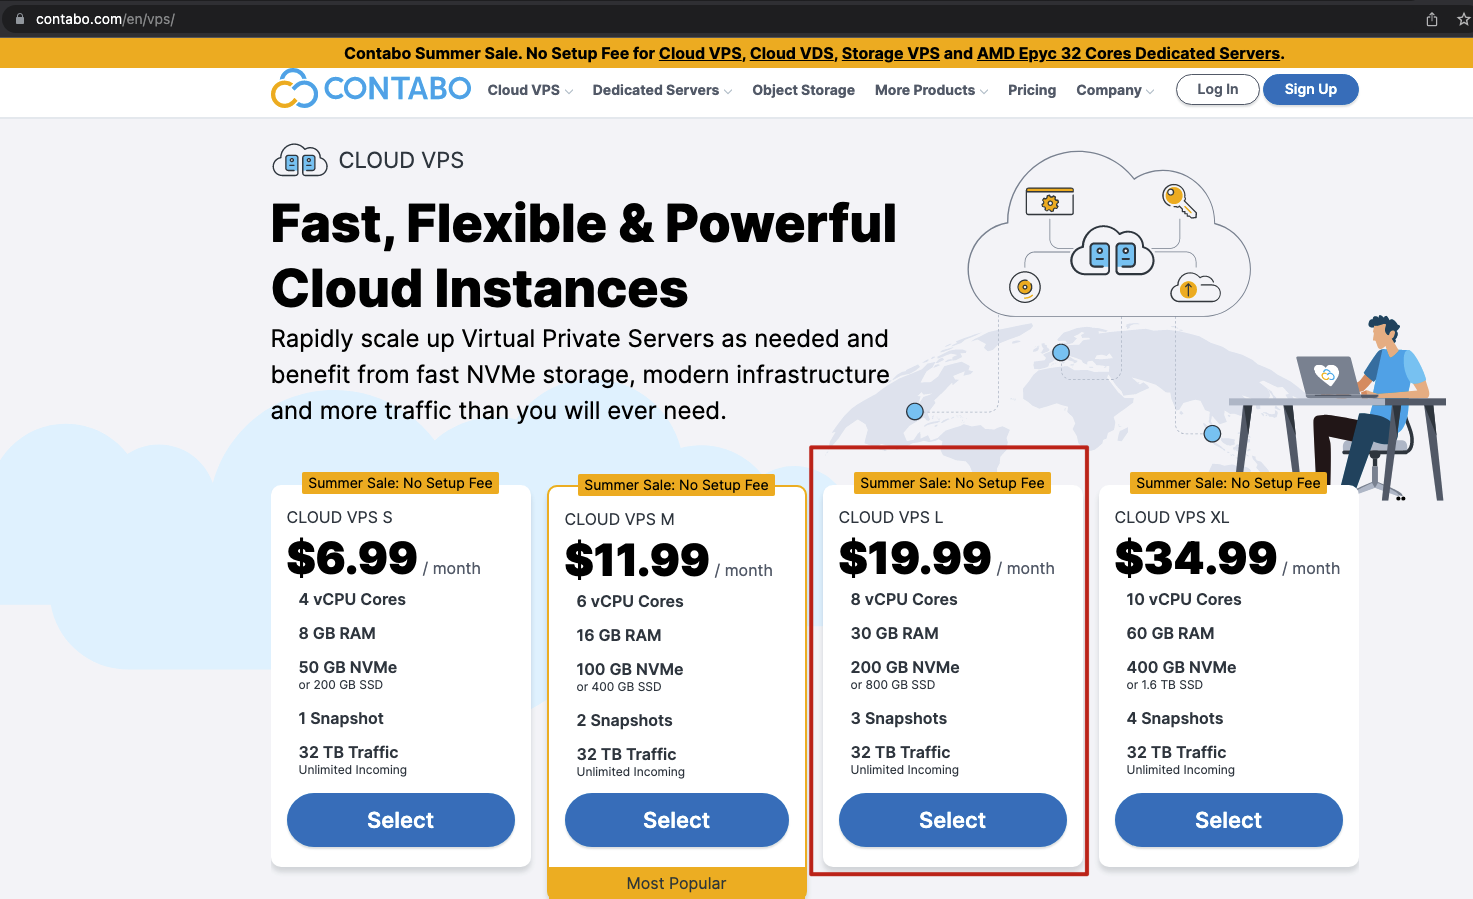 contabo.com/en/vps/
Contabo Summer Sale. No Setup Fee for Cloud VPS, Cloud VDS, Storage VPS and AMD Epyc 32 Cores Dedicated Servers.
CONTABO
Cloud VPS
Dedicated Servers
Object Storage
More Products
Pricing
Company
Log In
Sign Up
CLOUD VPS
Fast, Flexible & Powerful
Cloud Instances
Rapidly scale up Virtual Private Servers as needed and
benefit from fast NVMe storage, modern infrastructure
and more traffic than you will ever need.
Summer Sale: No Setup Fee
CLOUD VPS S
$6.99 / month
4 vCPU Cores
8 GB RAM
50 GB NVMe
or 200 GB SSD
1 Snapshot
32 TB Traffic
Unlimited Incoming
Select
Summer Sale: No Setup Fee
CLOUD VPS M
$11.99 / month
6 vCPU Cores
16 GB RAM
100 GB NVMe
or 400 GB SSD
2 Snapshots
32 TB Traffic
Unlimited Incoming
Select
Most Popular
Summer Sale: No Setup Fee
CLOUD VPS L
$19.99 / month
8 vCPU Cores
30 GB RAM
200 GB NVMe
or 800 GB SSD
3 Snapshots
32 TB Traffic
Unlimited Incoming
Select
Summer Sale: No Setup Fee
CLOUD VPS XL
$34.99 / month
10 vCPU Cores
60 GB RAM
400 GB NVMe
or 1.6 TB SSD
4 Snapshots
32 TB Traffic
Unlimited Incoming
Select